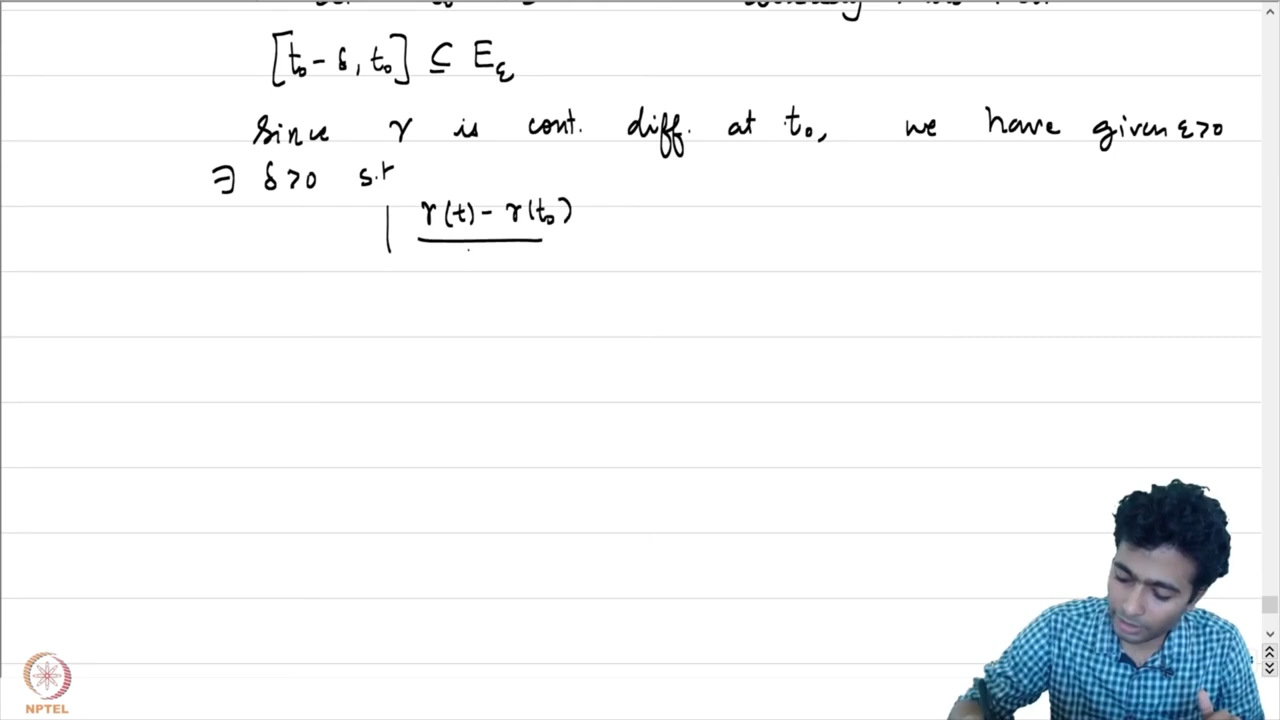 [t₀ - δ, t₀] ⊆ E_ε
Since γ is cont. diff. at t₀, we have given ε>0
∃ δ>0 s.t
| γ(t) - γ(t₀)
NPTEL